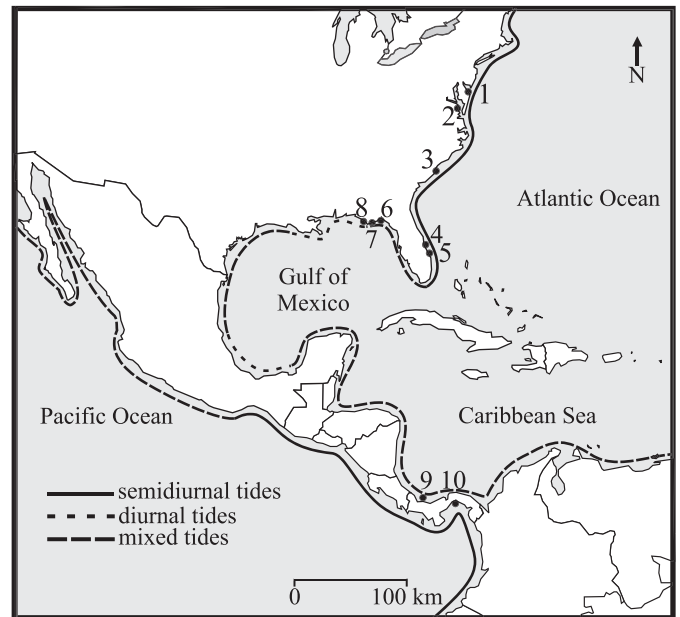 N
1
2
3
Atlantic Ocean
8 6
7
4
5
Gulf of
Mexico
Pacific Ocean
Caribbean Sea
9 10
semidiurnal tides
diurnal tides
mixed tides
0 100 km